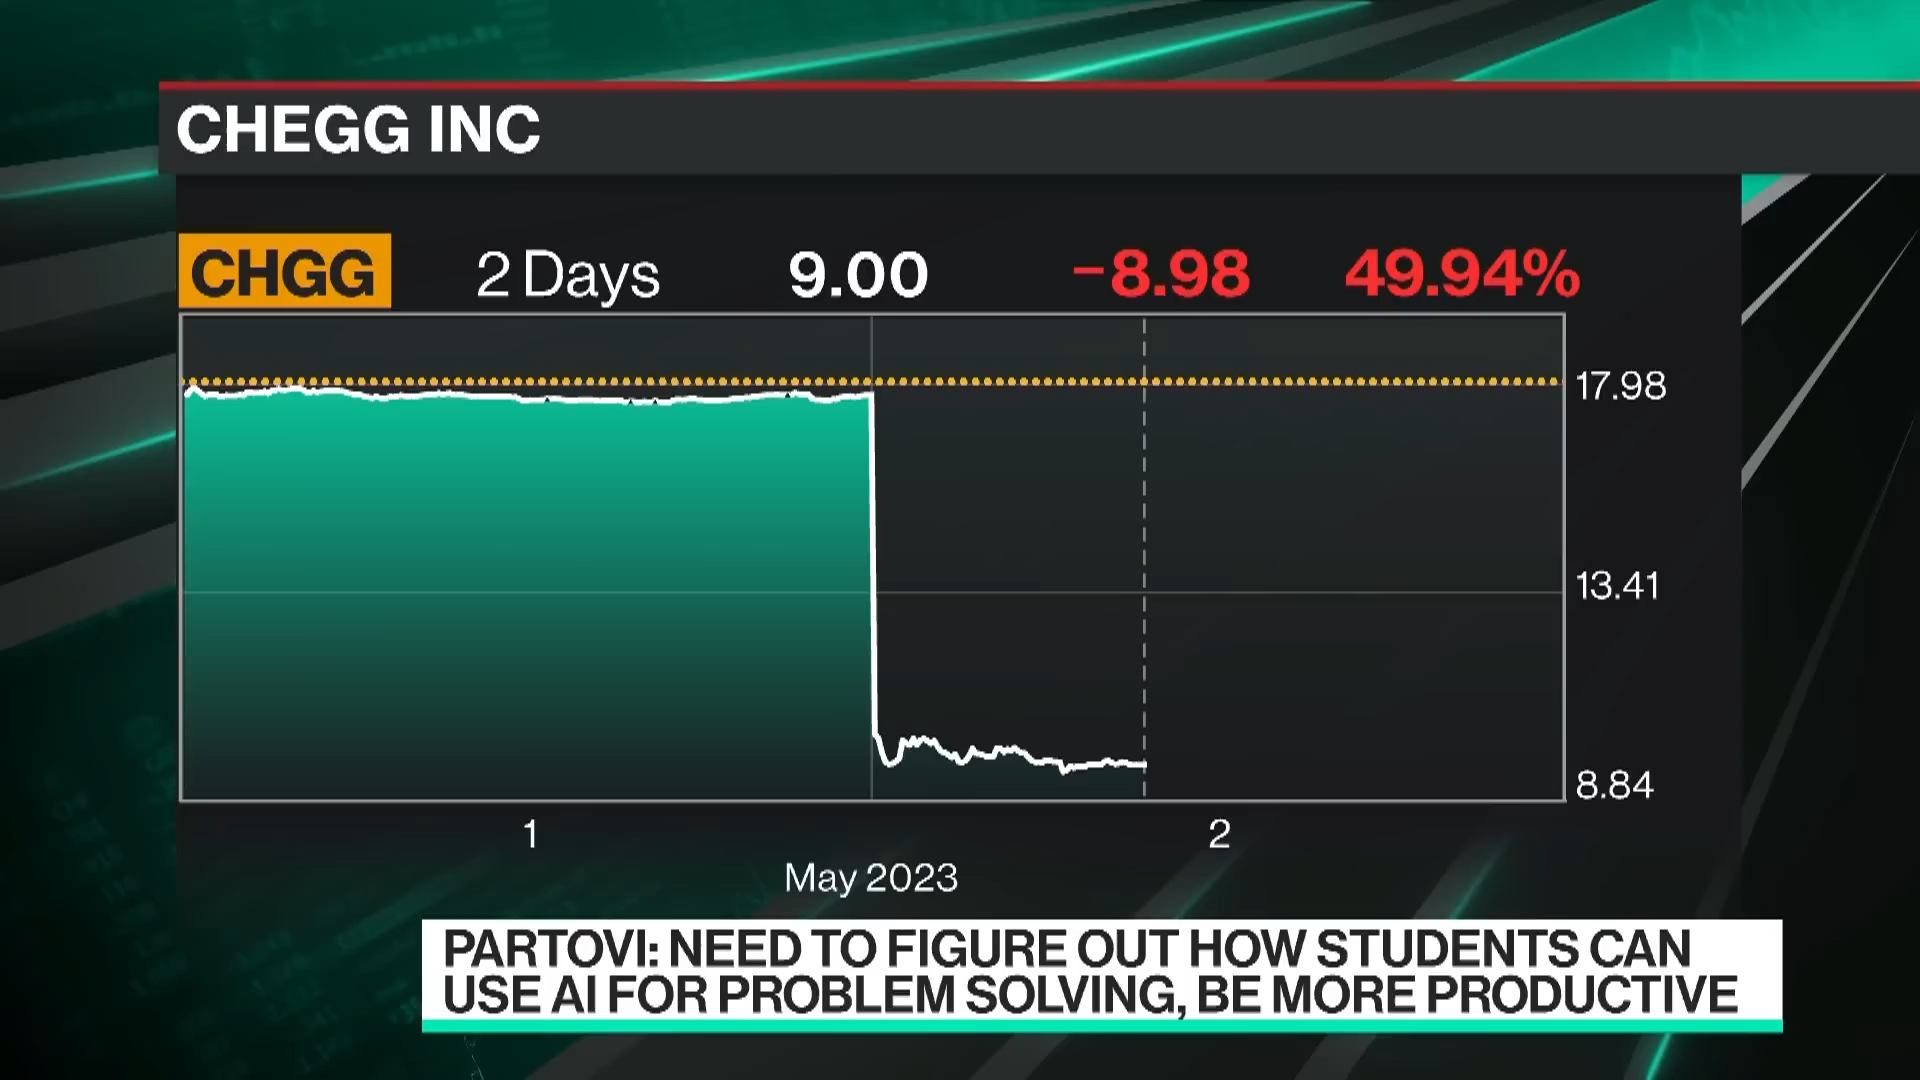 CHEGG INC
CHGG 2 Days 9.00 -8.98 49.94%
17.98
13.41
8.84
1 2
May 2023
PARTOVI: NEED TO FIGURE OUT HOW STUDENTS CAN
USE AI FOR PROBLEM SOLVING, BE MORE PRODUCTIVE